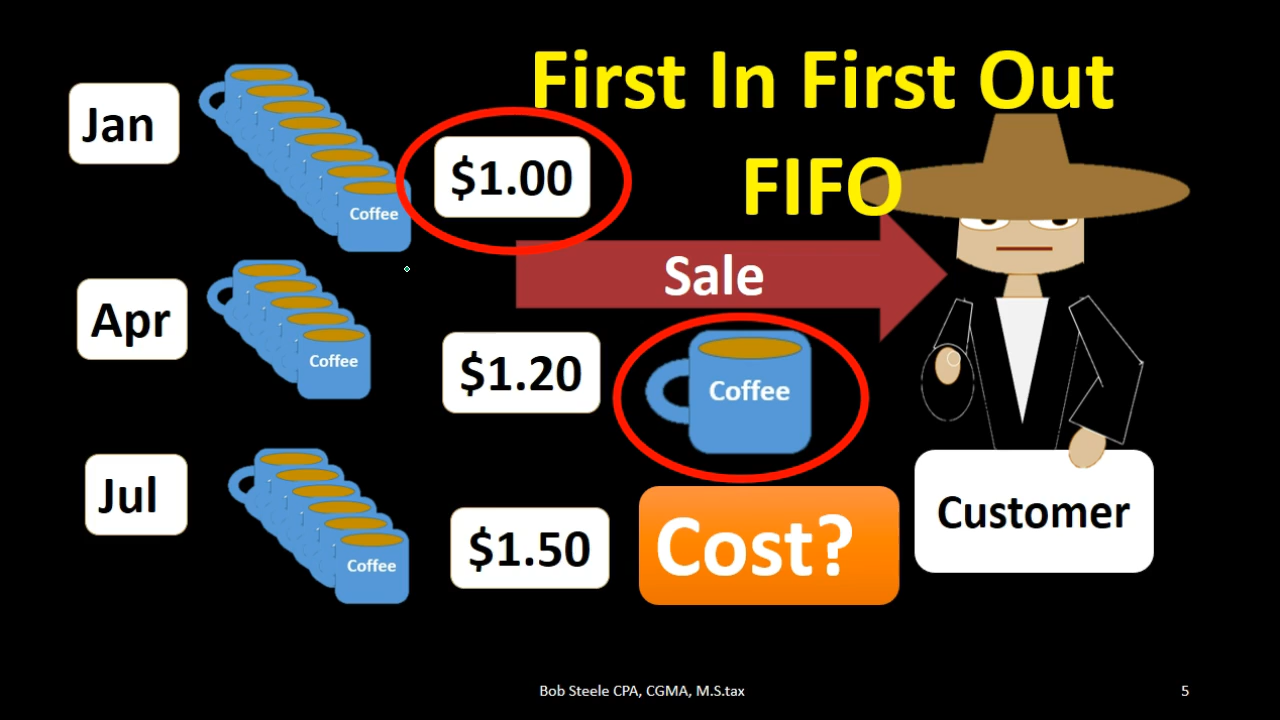 First In First Out
FIFO
Jan
Coffee
$1.00
Sale
Apr
Coffee
$1.20
Coffee
Jul
Coffee
$1.50
Cost?
Customer
Bob Steele CPA, CGMA, M.S.tax
5